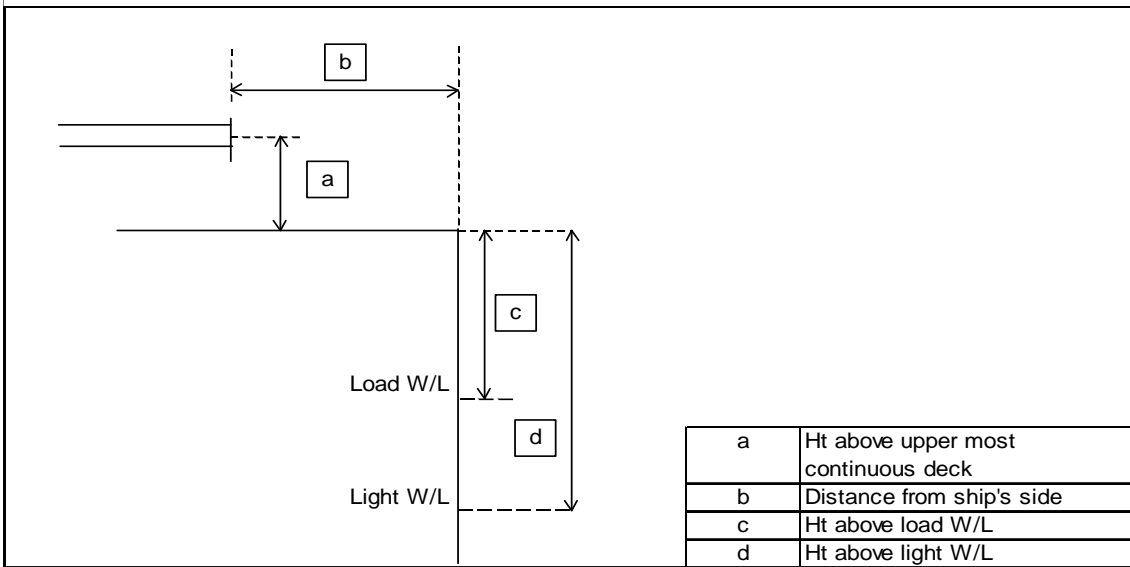 b
a
c
Load W/L
d
Light W/L
a Ht above upper most
continuous deck
b Distance from ship's side
c Ht above load W/L
d Ht above light W/L